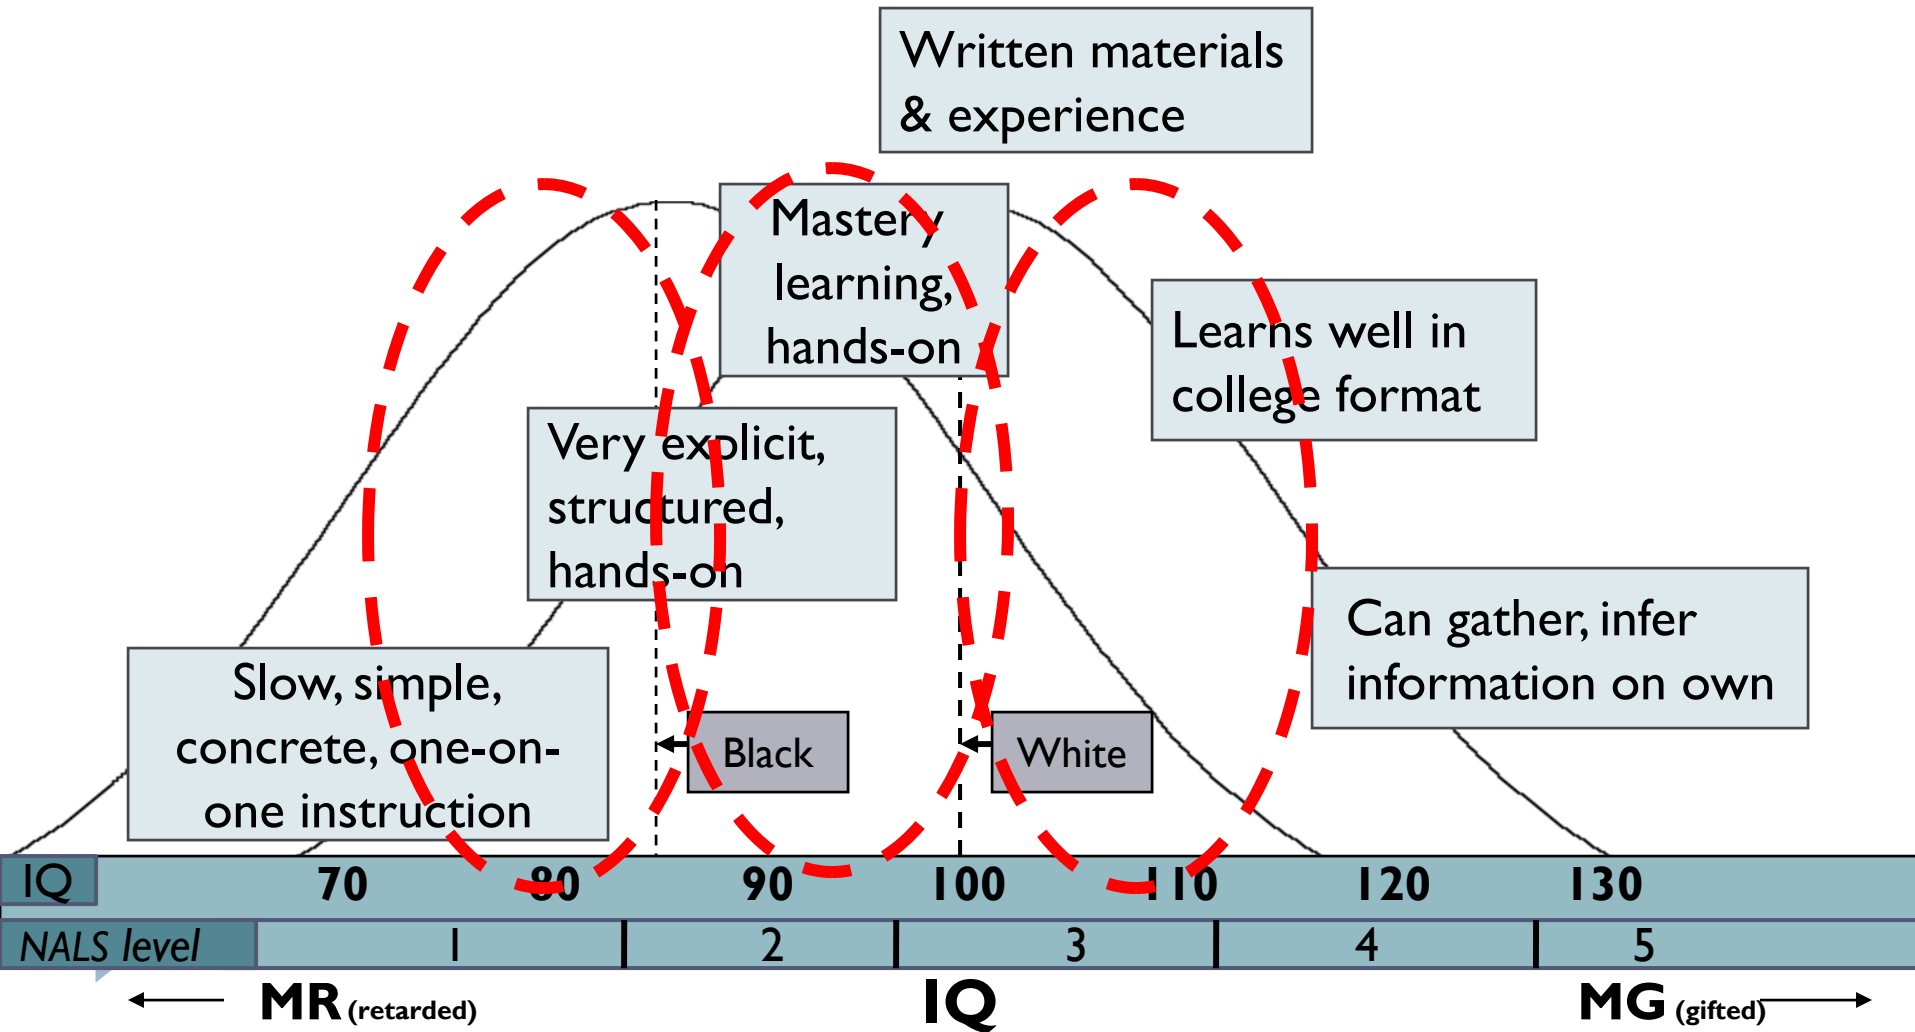 Written materials
& experience
Mastery
learning,
hands-on
Learns well in
college format
Very explicit,
structured,
hands-on
Can gather, infer
information on own
Slow, simple,
concrete, one-on-
one instruction
Black
White
IQ 70 80 90 100 110 120 130
NALS level 1 2 3 4 5
MR (retarded) IQ MG (gifted)